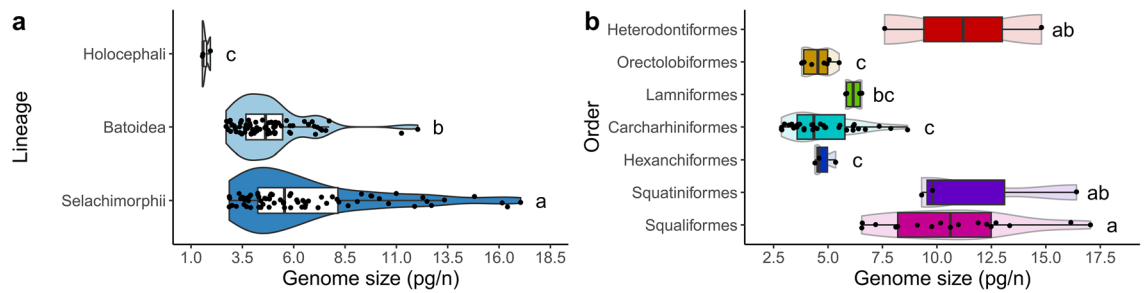 a
Lineage
Holocephali
c
Batoidea
b
Selachimorphii
a
1.0 3.5 6.0 8.5 11.0 13.5 16.0 18.5
Genome size (pg/n)
b
Order
Heterodontiformes
ab
Orectolobiformes
c
Lamniformes
bc
Carcharhiniformes
c
Hexanchiformes
c
Squatiniformes
ab
Squaliformes
a
2.5 5.0 7.5 10.0 12.5 15.0 17.5
Genome size (pg/n)